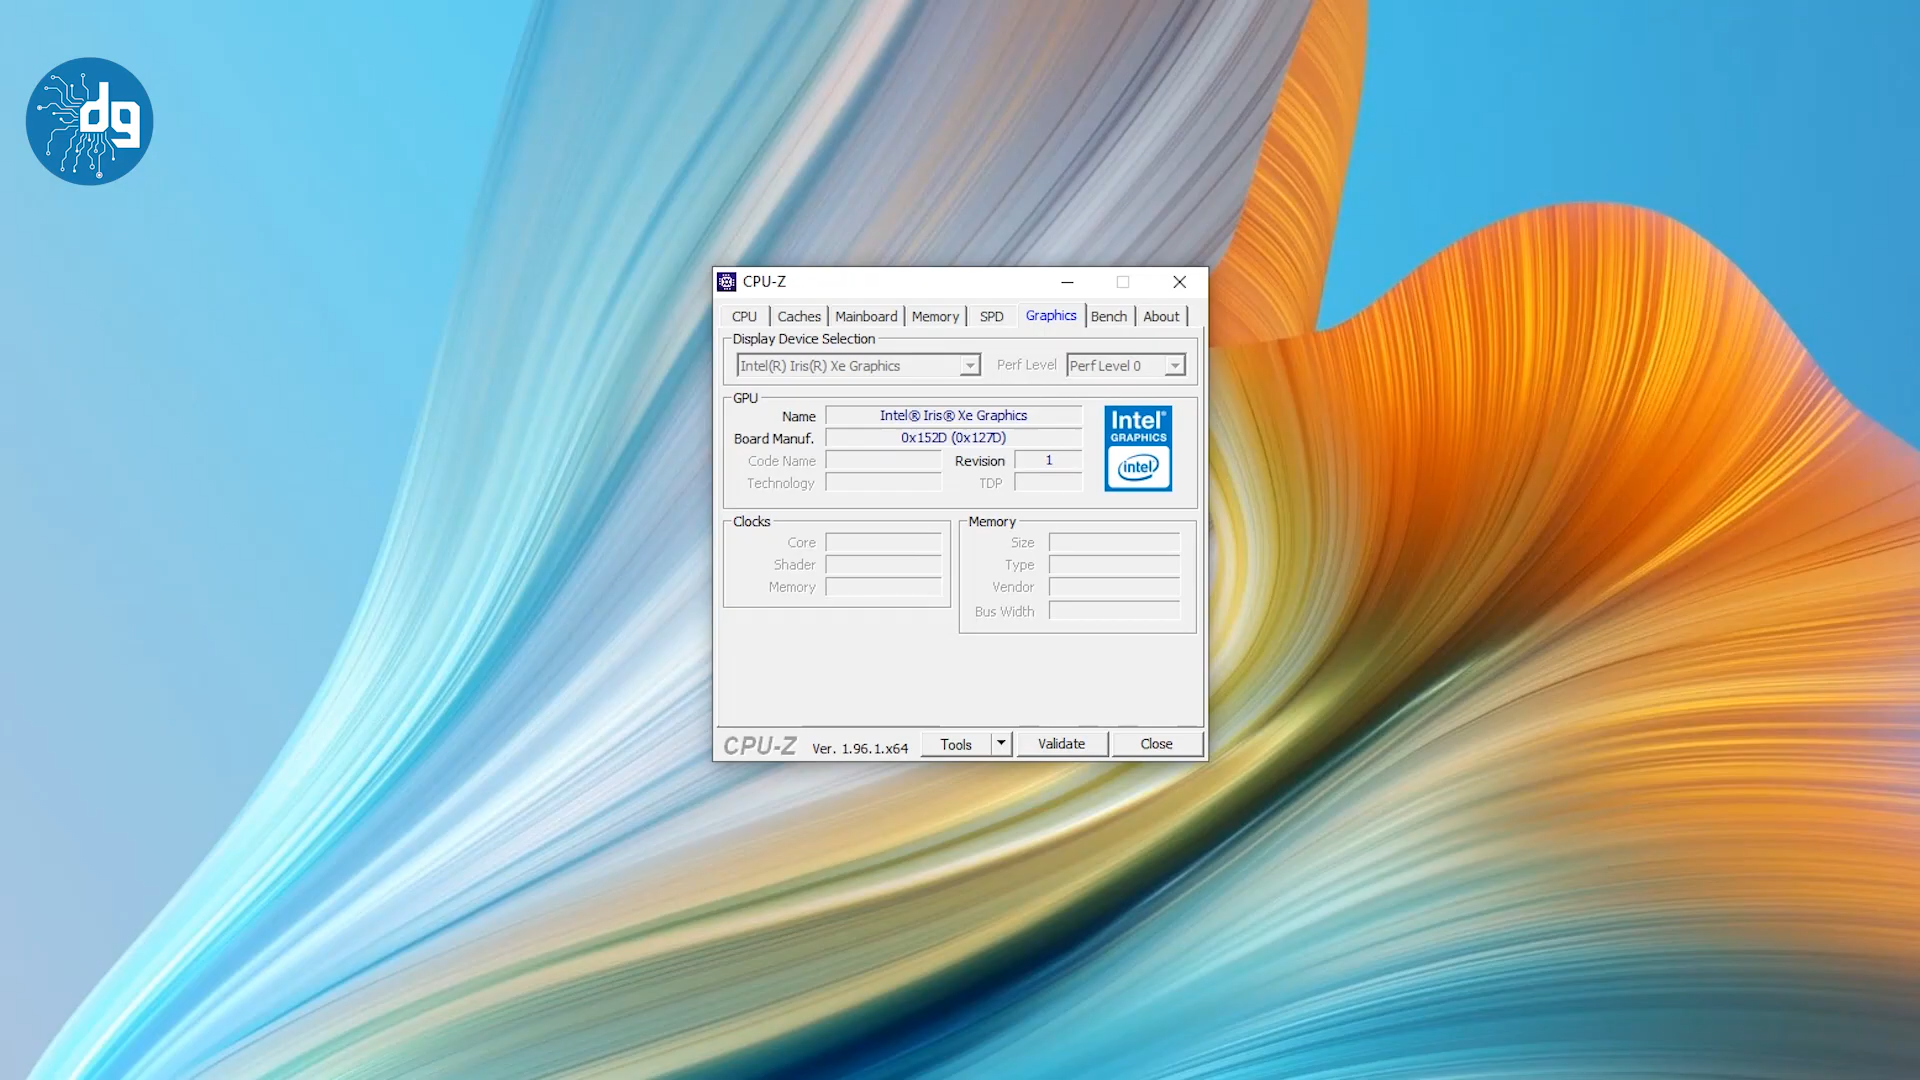 dg
CPU-Z
CPU Caches Mainboard Memory SPD Graphics Bench About
Display Device Selection
Intel(R) Iris(R) Xe Graphics Perf Level Perf Level 0
GPU
Name Intel® Iris® Xe Graphics
Board Manuf. 0x152D (0x127D)
Code Name Revision 1
Technology TDP
Intel®
GRAPHICS
intel
Clocks
Core
Shader
Memory
Memory
Size
Type
Vendor
Bus Width
CPU-Z Ver. 1.96.1.x64 Tools Validate Close